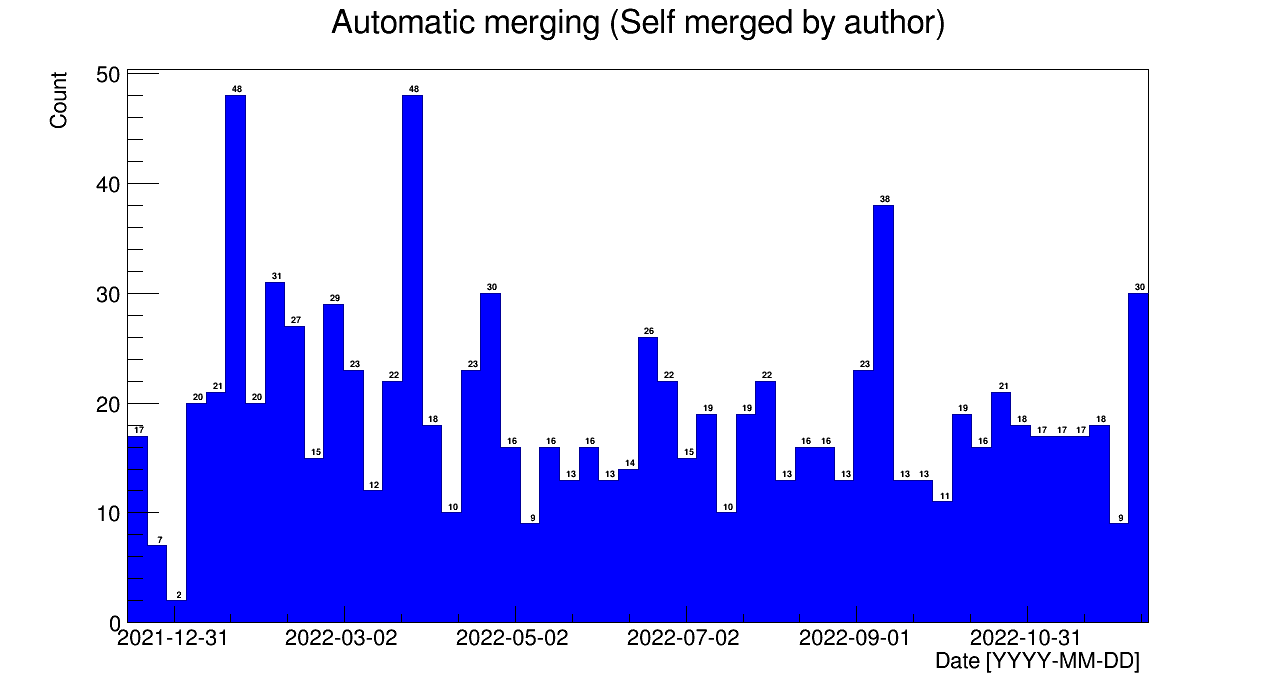 Automatic merging (Self merged by author)
Count
50
40
30
20
10
0
17 7 2 20 21 48 20 31 27 15 29 23 12 22 48 18 10 23 30 16 9 16 13 16 13 14 26 22 15 19 10 19 22 13 16 16 13 23 38 13 13 11 19 16 21 18 17 17 17 18 9 30
2021-12-31 2022-03-02 2022-05-02 2022-07-02 2022-09-01 2022-10-31
Date [YYYY-MM-DD]